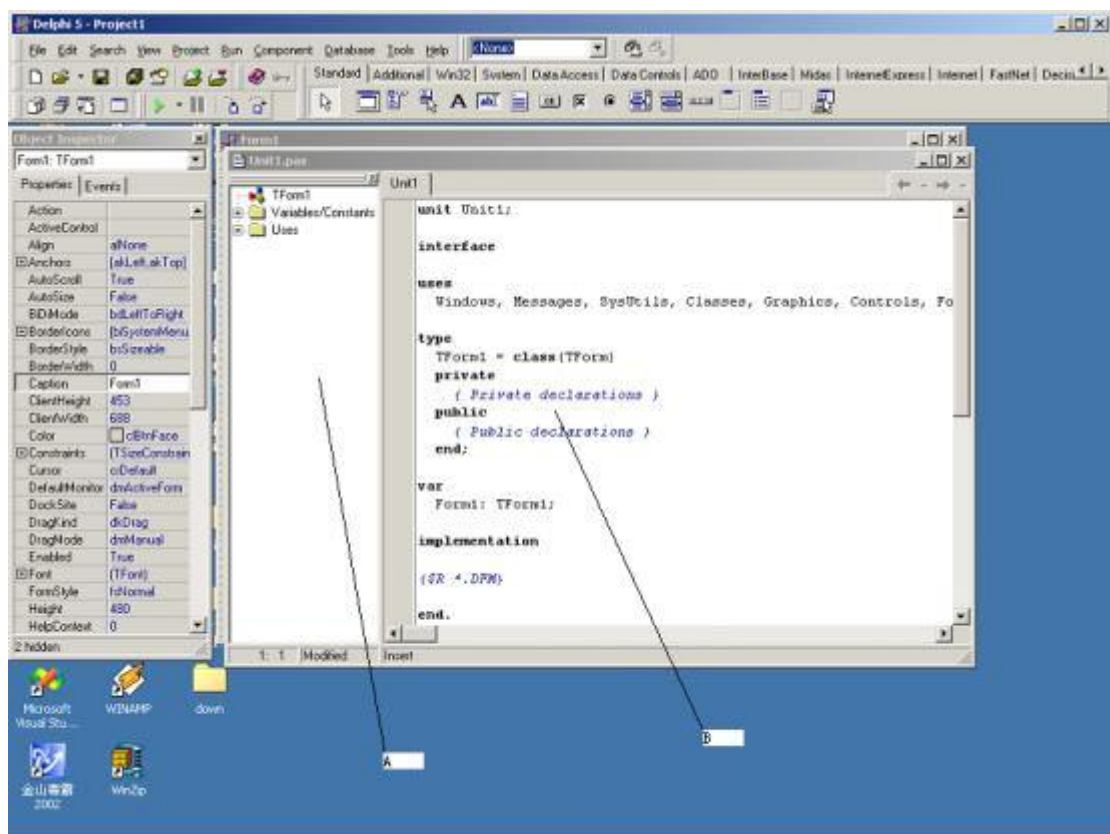 Delphi 5 - Project1
File Edit Search View Project Run Component Database Tools Help <None>
Standard Additional Win32 System Data Access Data Controls ADO InterBase Midas InternetExpress Internet FastNet
Object Inspector
Form1: TForm1
Properties Events
Action
ActiveControl
Align alNone
Anchors [akLeft,akTop]
AutoScroll True
AutoSize False
BiDiMode bdLeftToRight
BorderIcons [biSystemMenu
BorderStyle bsSizeable
BorderWidth 0
Caption Form1
ClientHeight 453
ClientWidth 688
Color clBtnFace
Constraints (TSizeConstrain
Cursor crDefault
DefaultMonitor dmActiveForm
DockSite False
DragKind dkDrag
DragMode dmManual
Enabled True
Font (TFont)
FormStyle fsNormal
Height 480
HelpContext 0
2 hidden
Form1
Unit1.pas
TForm1
Variables/Constants
Uses
Unit1
unit Unit1;
interface
uses
Windows, Messages, SysUtils, Classes, Graphics, Controls, Fo
type
TForm1 = class(TForm)
private
{ Private declarations }
public
{ Public declarations }
end;
var
Form1: TForm1;
implementation
{$R *.DFM}
end.
1: 1 Modified Insert
Microsoft
Visual Stu...
WINAMP
down
金山毒霸
2002
WinZip
A
B